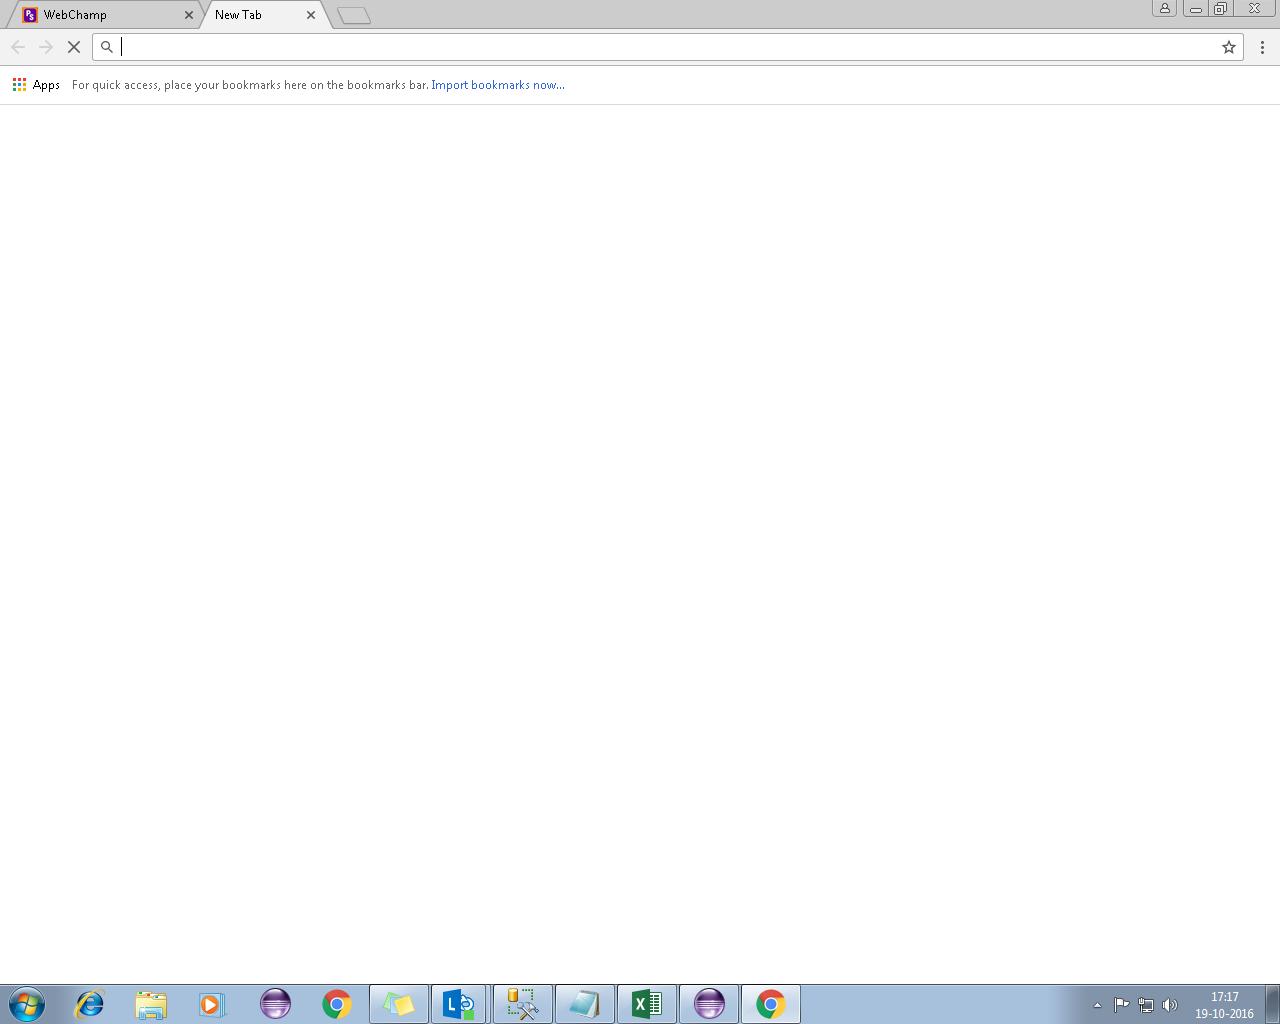 WebChamp
New Tab
Apps For quick access, place your bookmarks here on the bookmarks bar. Import bookmarks now...
17:17
19-10-2016